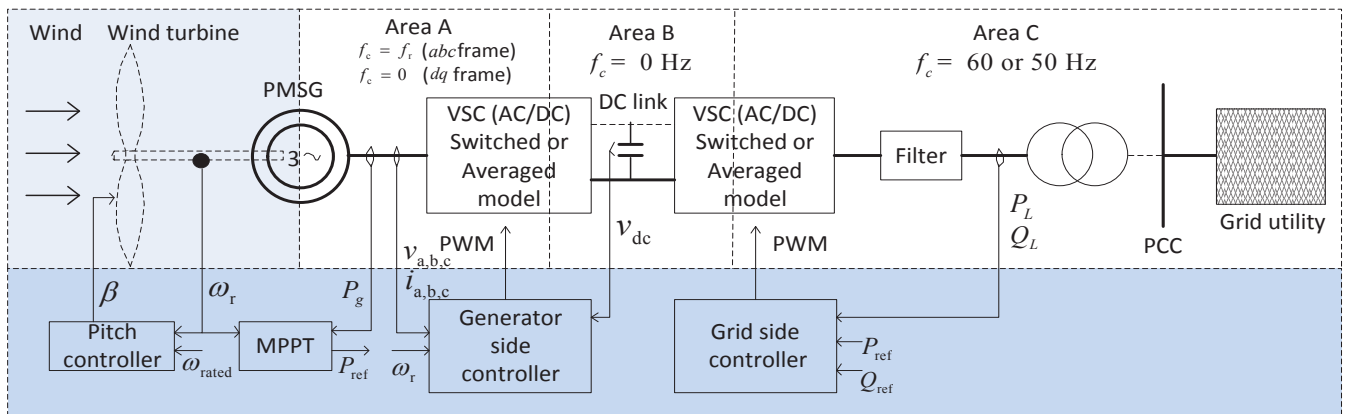 Wind
Wind turbine
Area A
f_c = f_r (abc frame)
f_c = 0 (dq frame)
Area B
f_c = 0 Hz
Area C
f_c = 60 or 50 Hz
PMSG
3 ~
VSC (AC/DC)
Switched or
Averaged
model
DC link
VSC (AC/DC)
Switched or
Averaged
model
Filter
P_L
Q_L
PCC
Grid utility
v_dc
PWM
PWM
v_a,b,c
i_a,b,c
β
ω_r
P_g
Pitch
controller
ω_rated
MPPT
P_ref
ω_r
Generator
side
controller
Grid side
controller
P_ref
Q_ref